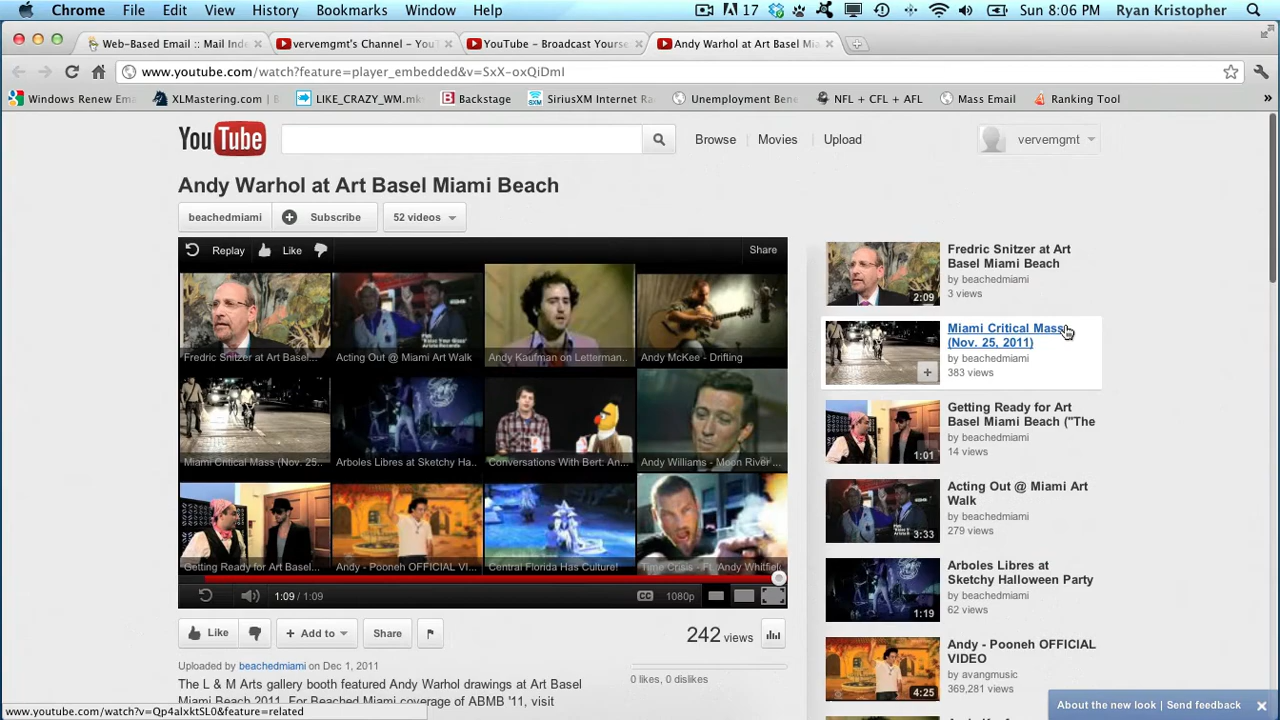 Chrome File Edit View History Bookmarks Window Help 17 Sun 8:06 PM Ryan Kristopher
Web-Based Email :: Mail Inde
vervemgmt's Channel - YouT
YouTube - Broadcast Yourse
Andy Warhol at Art Basel Mia
www.youtube.com/watch?feature=player_embedded&v=SxX-oxQiDmI
Windows Renew Ema
XLMastering.com | B
LIKE_CRAZY_WM.mk
Backstage
SiriusXM Internet Ra
Unemployment Bene
NFL + CFL + AFL
Mass Email
Ranking Tool
»
YouTube
Browse
Movies
Upload
vervemgmt
Andy Warhol at Art Basel Miami Beach
beachedmiami
Subscribe
52 videos
Replay Like Share
Fredric Snitzer at Art Basel...
Acting Out @ Miami Art Walk
Andy Kaufman on Letterman..
Andy McKee - Drifting
Miami Critical Mass (Nov. 25..
Arboles Libres at Sketchy Ha..
Conversations With Bert: An...
Andy Williams - Moon River ...
Getting Ready for Art Basel...
Andy - Pooneh OFFICIAL VI...
Central Florida Has Culture!
Time Crisis - Ft. Andy Whitfield
1:09 / 1:09
CC 1080p
Like
+ Add to
Share
242 views
Uploaded by beachedmiami on Dec 1, 2011
0 likes, 0 dislikes
The L & M Arts gallery booth featured Andy Warhol drawings at Art Basel
Miami Beach 2011. For Beached Miami coverage of ABMB '11, visit
Fredric Snitzer at Art
Basel Miami Beach
by beachedmiami
3 views
2:09
Miami Critical Mass
(Nov. 25, 2011)
by beachedmiami
383 views
Getting Ready for Art
Basel Miami Beach ("The
by beachedmiami
14 views
1:01
Acting Out @ Miami Art
Walk
by beachedmiami
279 views
3:33
Arboles Libres at
Sketchy Halloween Party
by beachedmiami
62 views
1:19
Andy - Pooneh OFFICIAL
VIDEO
by avangmusic
369,281 views
4:25
About the new look | Send feedback
www.youtube.com/watch?v=Qp4aIxktSL0&feature=related